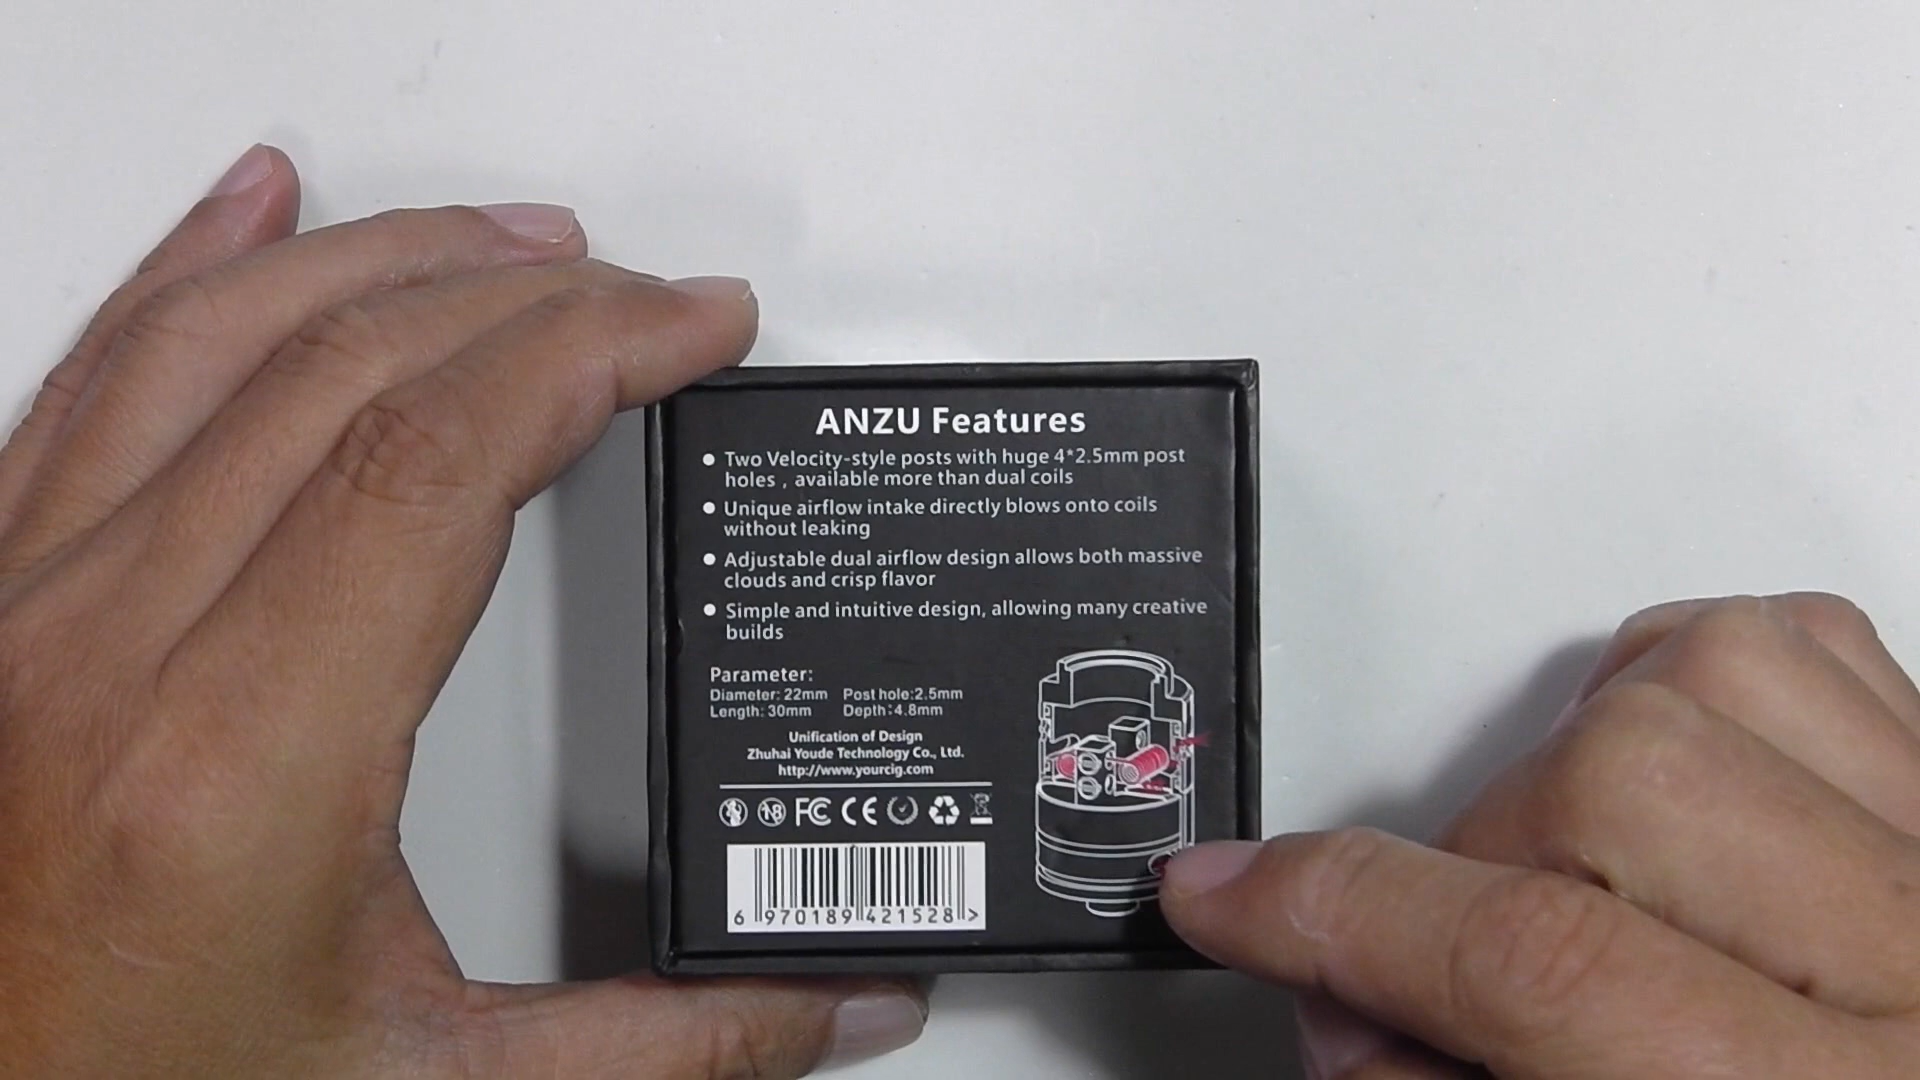 ANZU Features
● Two Velocity-style posts with huge 4*2.5mm post
holes , available more than dual coils
● Unique airflow intake directly blows onto coils
without leaking
● Adjustable dual airflow design allows both massive
clouds and crisp flavor
● Simple and intuitive design, allowing many creative
builds
Parameter:
Diameter: 22mm Post hole:2.5mm
Length: 30mm Depth:4.8mm
Unification of Design
Zhuhai Youde Technology Co., Ltd.
http://www.yourcig.com
18 FC CE
6 970189 421528 >